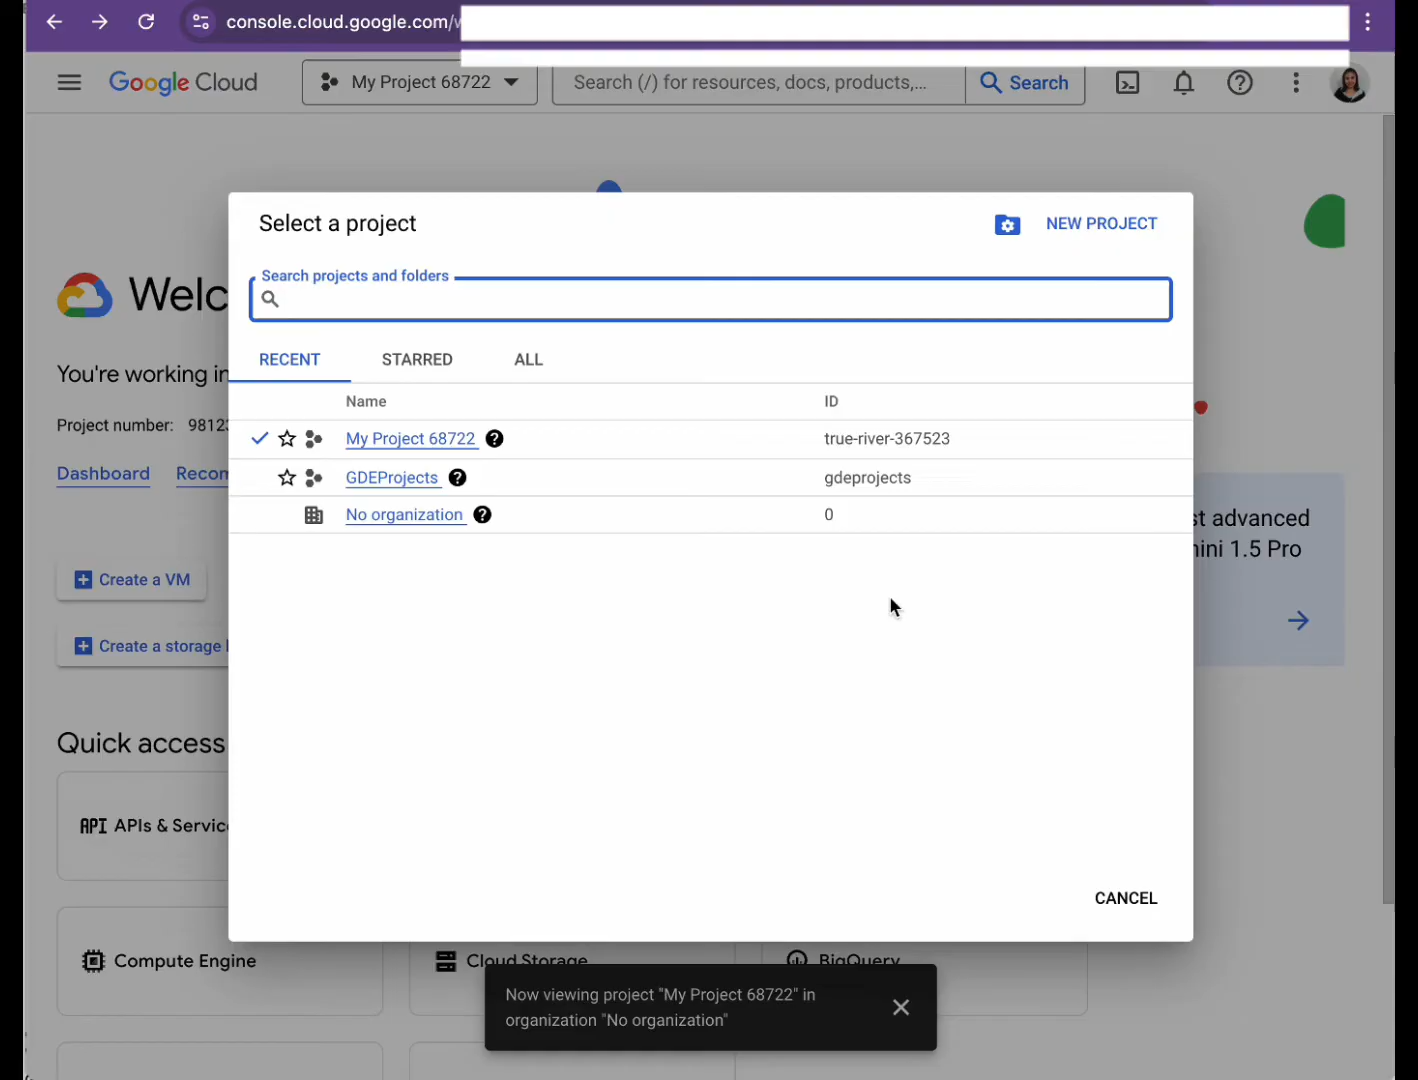 console.cloud.google.com/
Google Cloud
My Project 68722
Search (/) for resources, docs, products,...
Search
Select a project
NEW PROJECT
Search projects and folders
RECENT
STARRED
ALL
Name
ID
My Project 68722
true-river-367523
GDEProjects
gdeprojects
No organization
0
CANCEL
Welc
You're working in
Project number: 9812
Dashboard
Recon
st advanced
ini 1.5 Pro
Create a VM
Create a storage
Quick access
API APIs & Servic
Compute Engine
Cloud Storage
BigQuery
Now viewing project "My Project 68722" in
organization "No organization"